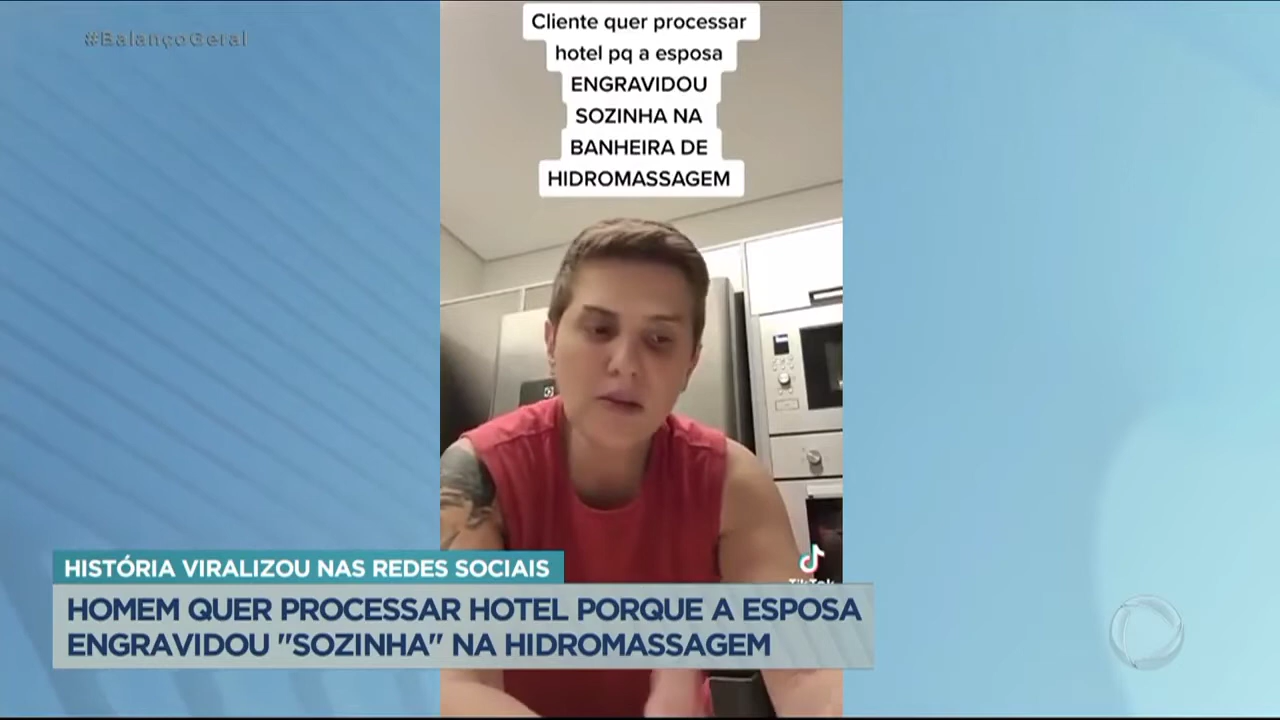 #BalançoGeral
Cliente quer processar
hotel pq a esposa
ENGRAVIDOU
SOZINHA NA
BANHEIRA DE
HIDROMASSAGEM
TikTok
HISTÓRIA VIRALIZOU NAS REDES SOCIAIS
HOMEM QUER PROCESSAR HOTEL PORQUE A ESPOSA
ENGRAVIDOU "SOZINHA" NA HIDROMASSAGEM